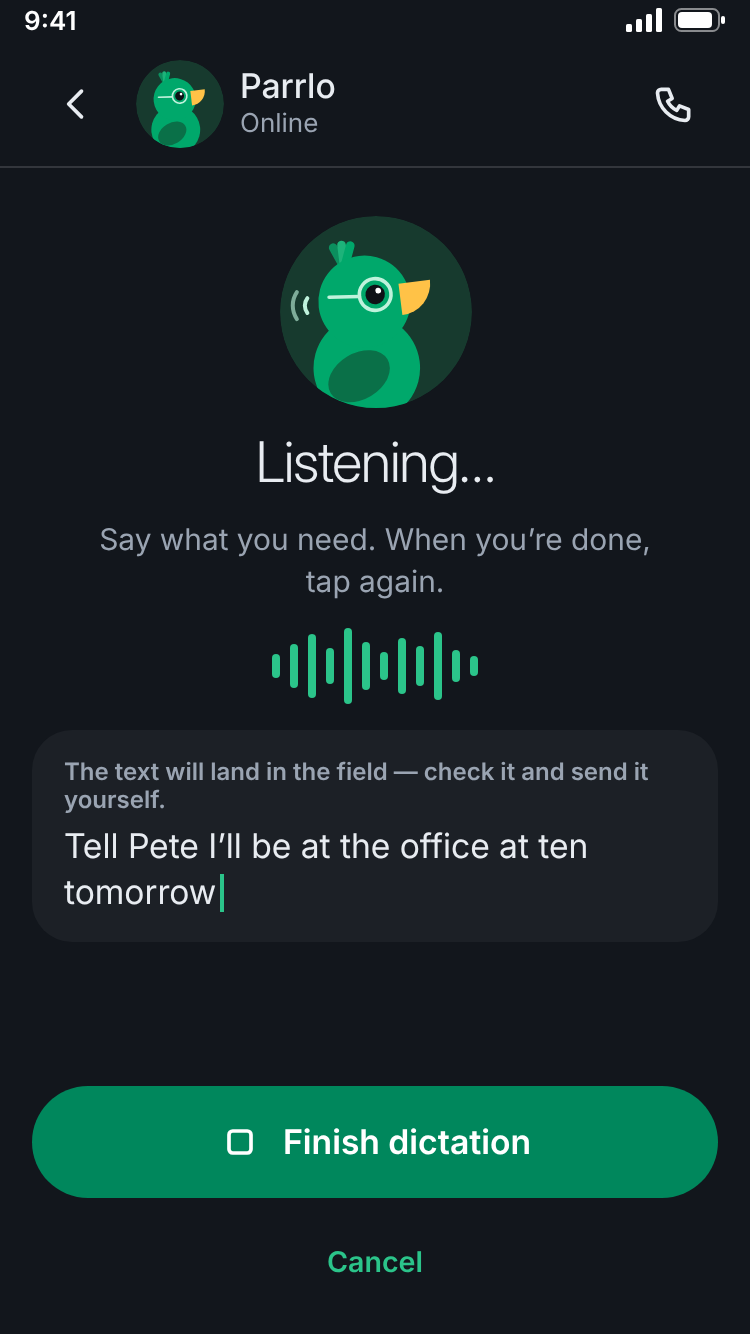 9:41
Parrlo
Online
Listening...
Say what you need. When you’re done,
tap again.
The text will land in the field — check it and send it
yourself.
Tell Pete I’ll be at the office at ten
tomorrow
Finish dictation
Cancel